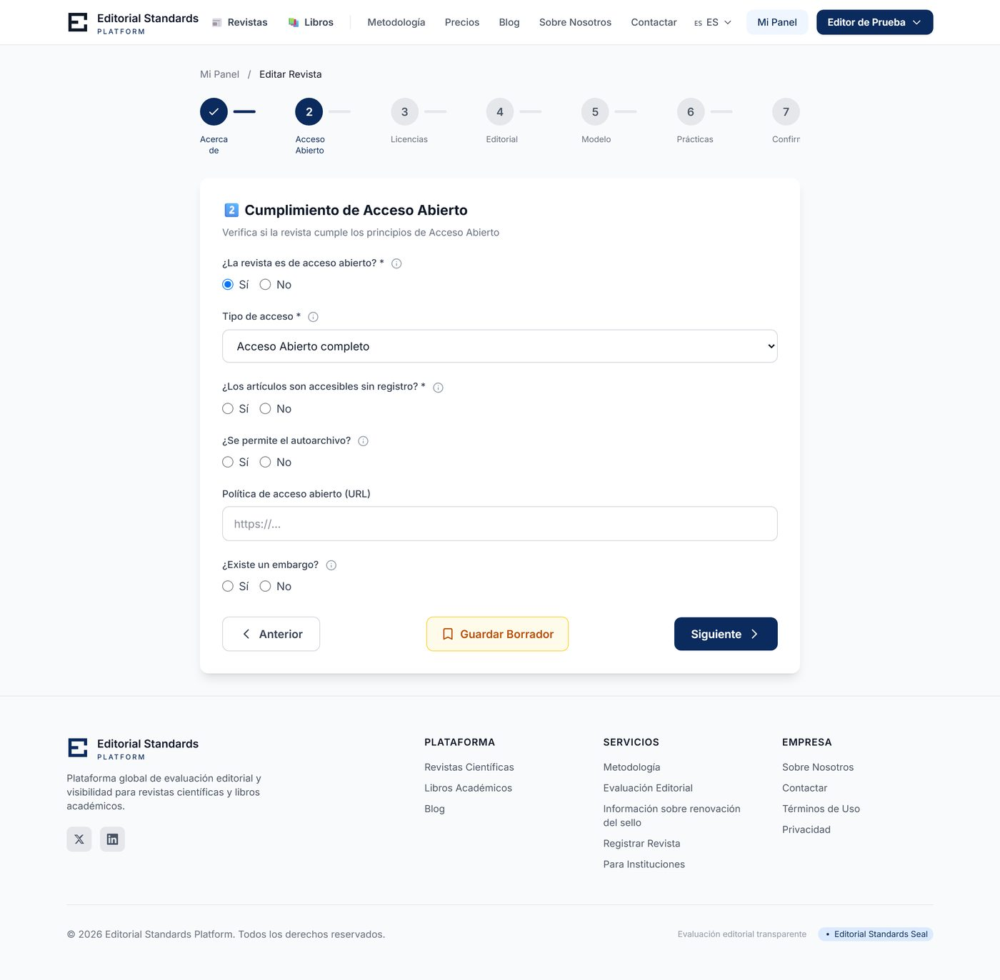 Editorial Standards
PLATFORM
Revistas
Libros
Metodología
Precios
Blog
Sobre Nosotros
Contactar
ES ES
Mi Panel
Editor de Prueba
Mi Panel / Editar Revista
2
3
4
5
6
7
Acerca
de
Acceso
Abierto
Licencias
Editorial
Modelo
Prácticas
Confirm
2 Cumplimiento de Acceso Abierto
Verifica si la revista cumple los principios de Acceso Abierto
¿La revista es de acceso abierto? *
Sí No
Tipo de acceso *
Acceso Abierto completo
¿Los artículos son accesibles sin registro? *
Sí No
¿Se permite el autoarchivo?
Sí No
Política de acceso abierto (URL)
https://...
¿Existe un embargo?
Sí No
Anterior
Guardar Borrador
Siguiente
Editorial Standards
PLATFORM
Plataforma global de evaluación editorial y
visibilidad para revistas científicas y libros
académicos.
PLATAFORMA
Revistas Científicas
Libros Académicos
Blog
SERVICIOS
Metodología
Evaluación Editorial
Información sobre renovación
del sello
Registrar Revista
Para Instituciones
EMPRESA
Sobre Nosotros
Contactar
Términos de Uso
Privacidad
© 2026 Editorial Standards Platform. Todos los derechos reservados.
Evaluación editorial transparente
• Editorial Standards Seal